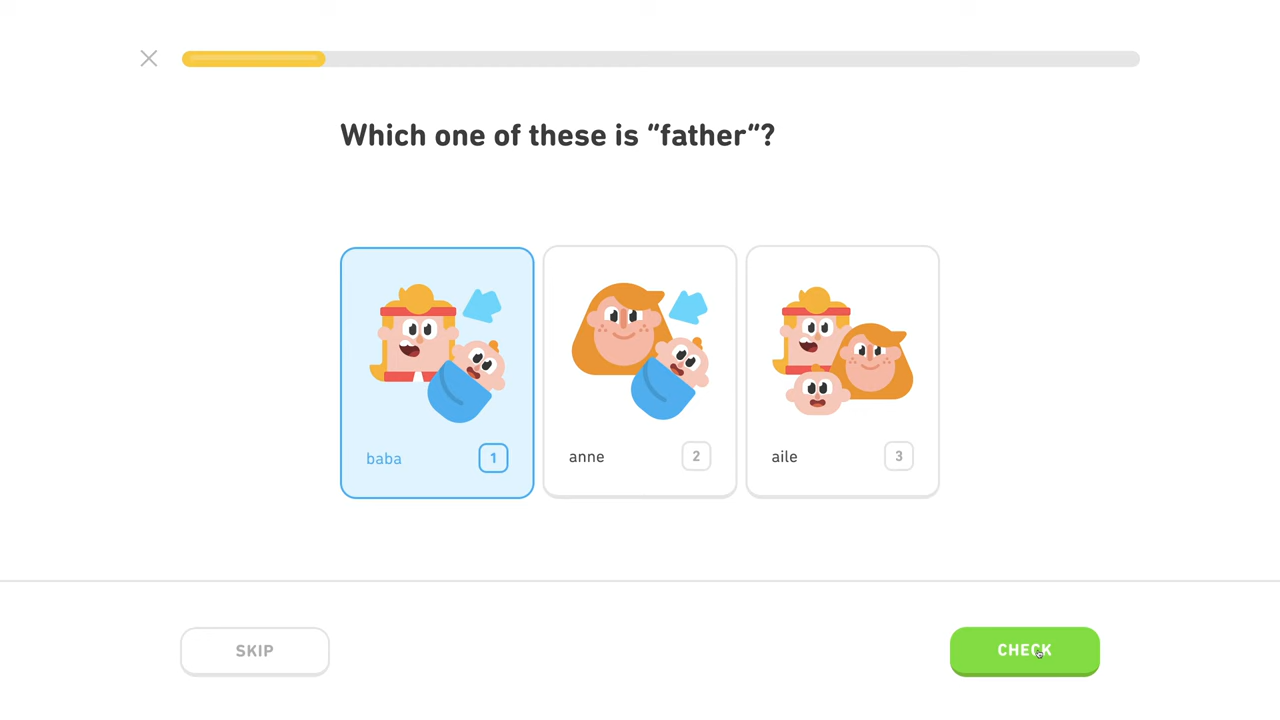 Which one of these is “father”?
baba 1
anne 2
aile 3
SKIP
CHECK